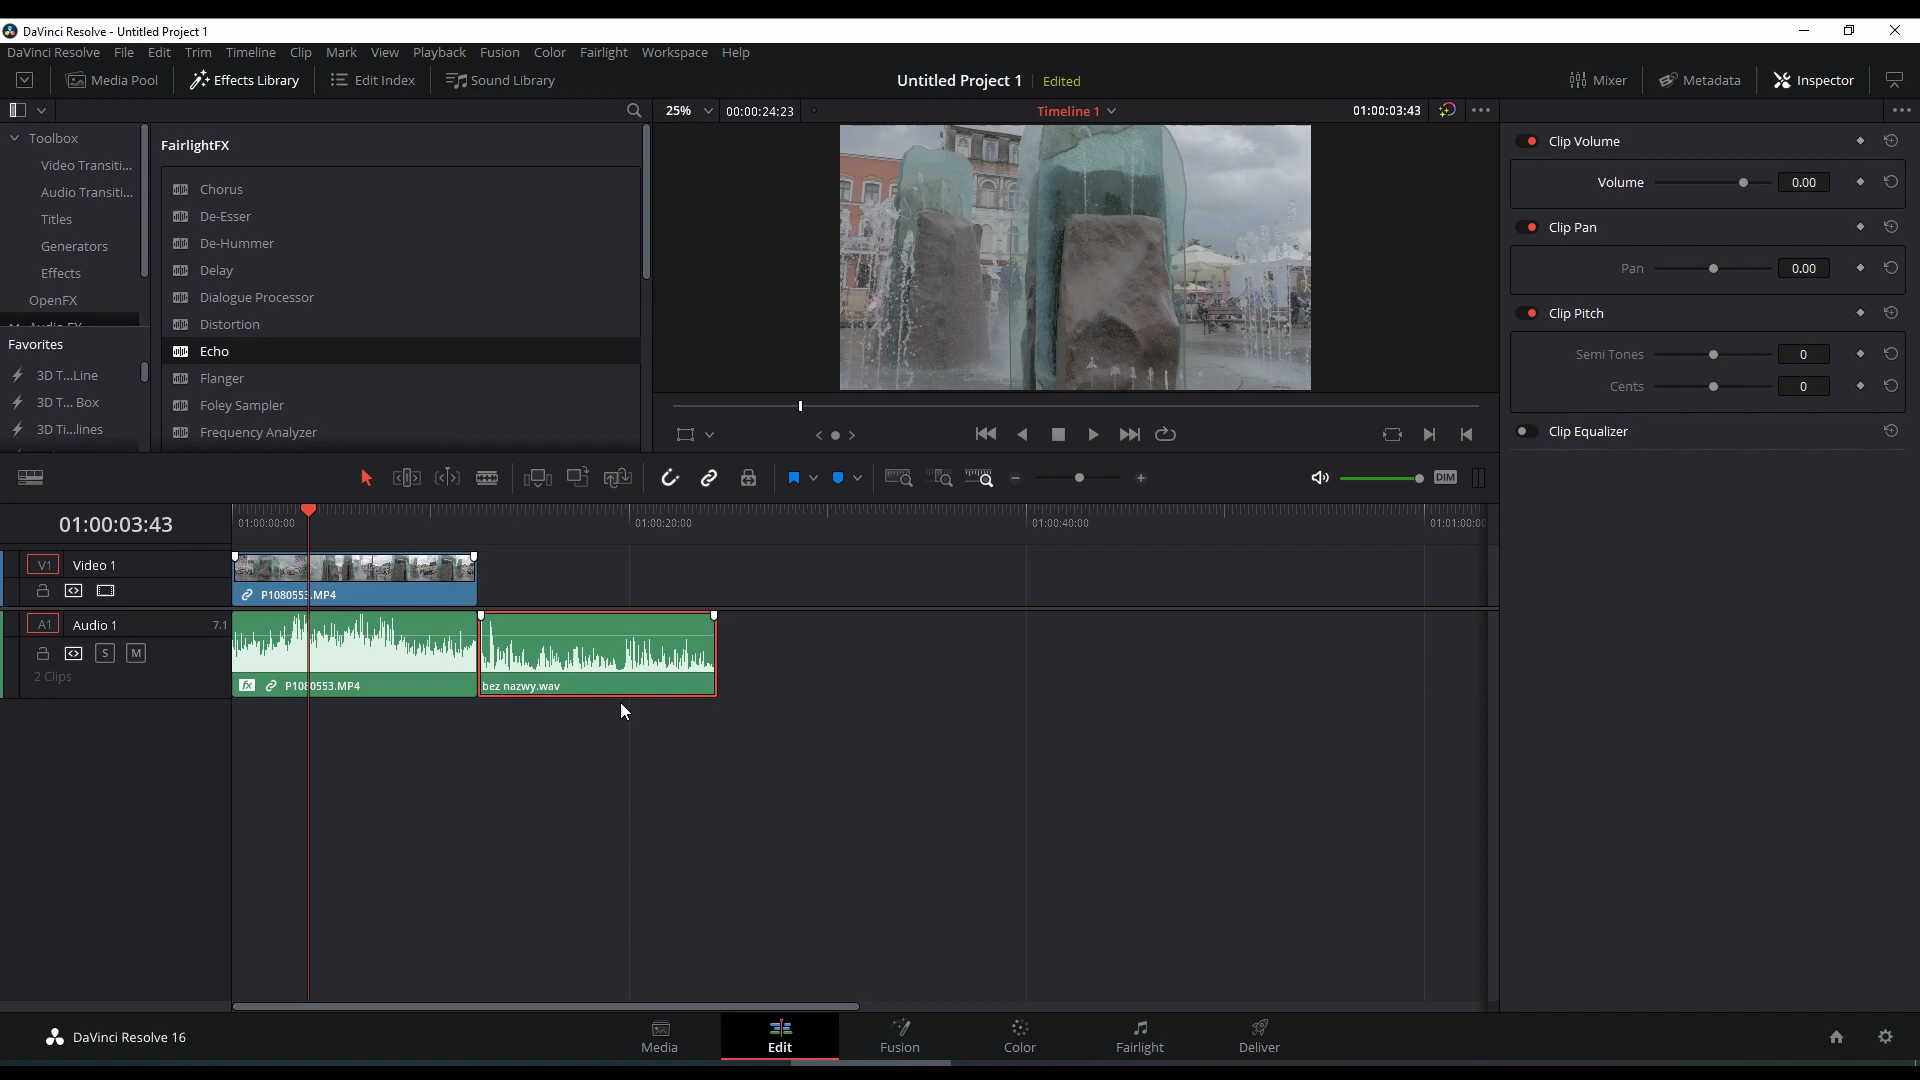 DaVinci Resolve - Untitled Project 1
DaVinci Resolve File Edit Trim Timeline Clip Mark View Playback Fusion Color Fairlight Workspace Help
Media Pool Effects Library Edit Index Sound Library Untitled Project 1 Edited Mixer Metadata Inspector
25% 00:00:24:23 Timeline 1 01:00:03:43
Toolbox
Video Transiti...
Audio Transiti...
Titles
Generators
Effects
OpenFX
Favorites
3D T...Line
3D T... Box
3D Ti...lines
FairlightFX
Chorus
De-Esser
De-Hummer
Delay
Dialogue Processor
Distortion
Echo
Flanger
Foley Sampler
Frequency Analyzer
Clip Volume
Volume 0.00
Clip Pan
Pan 0.00
Clip Pitch
Semi Tones 0
Cents 0
Clip Equalizer
DIM
01:00:03:43
01:00:00:00 01:00:20:00 01:00:40:00 01:01:00:0
V1 Video 1
P1080553.MP4
A1 Audio 1 7.1
S M
2 Clips
fx P1080553.MP4
bez nazwy.wav
DaVinci Resolve 16
Media Edit Fusion Color Fairlight Deliver